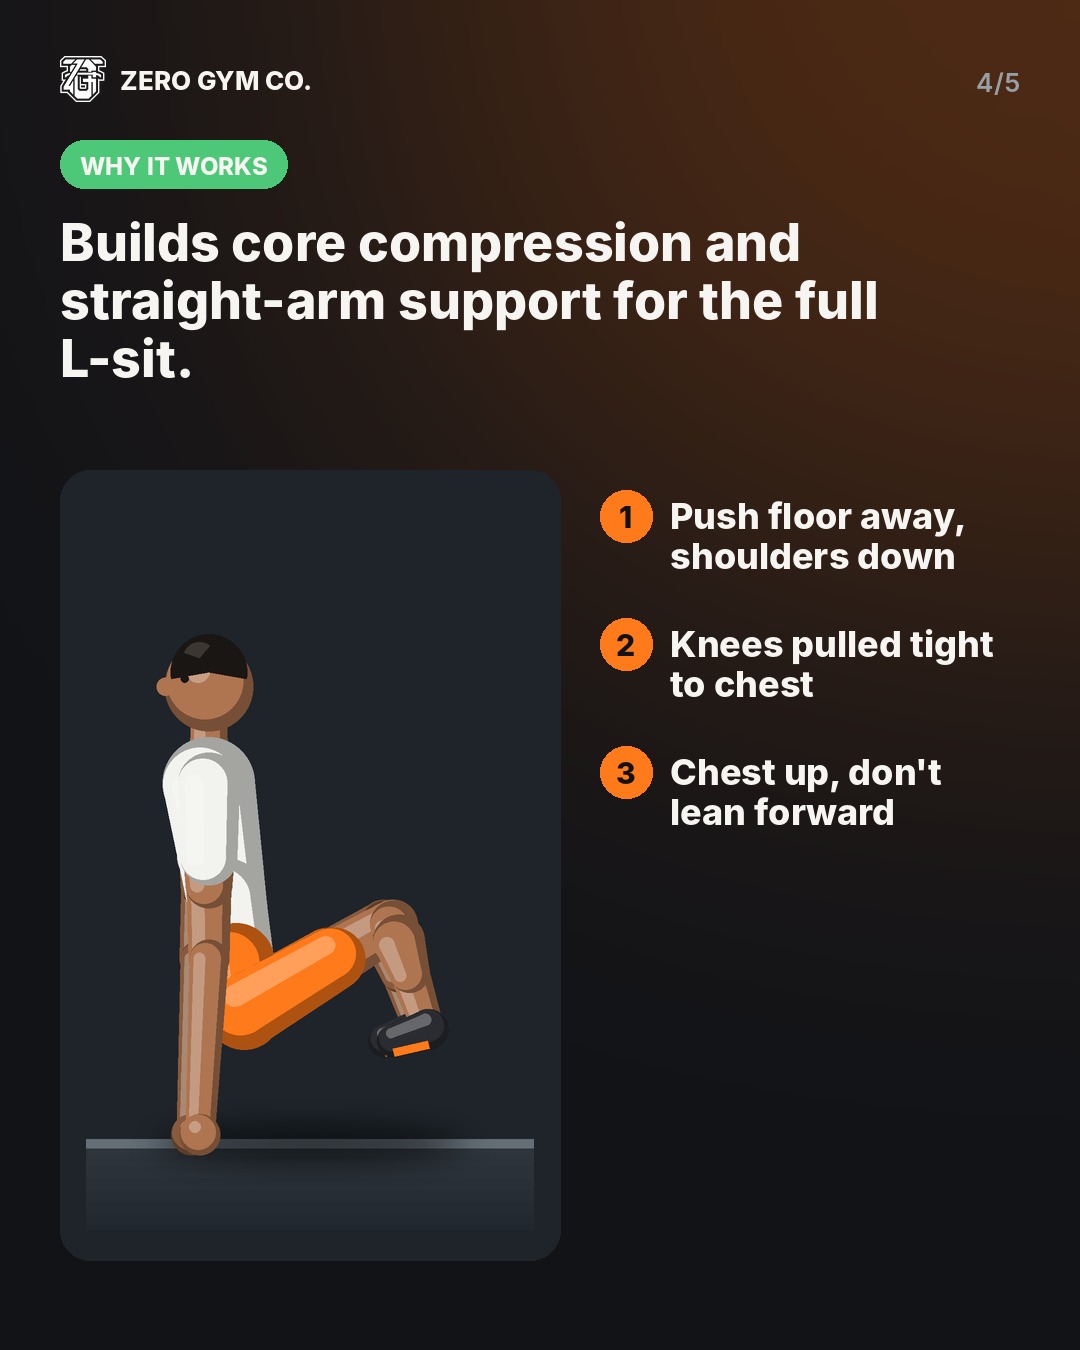 ZERO GYM CO.
4/5
WHY IT WORKS
Builds core compression and
straight-arm support for the full
L-sit.
1 Push floor away,
shoulders down
2 Knees pulled tight
to chest
3 Chest up, don't
lean forward